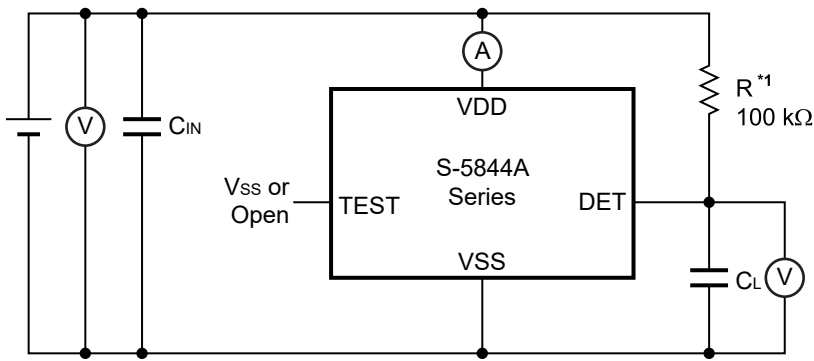 A
VDD
R *1
100 kΩ
V
CIN
S-5844A
Series
VSS or
Open
TEST
DET
VSS
CL
V